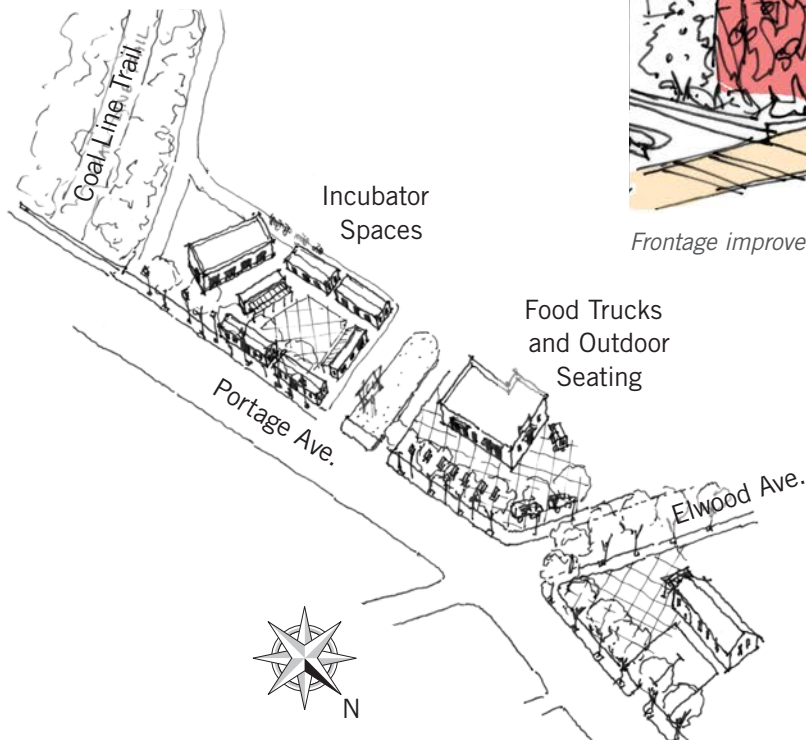 Coal Line Trail
Incubator
Spaces
Frontage improve
Food Trucks
and Outdoor
Seating
Portage Ave.
Elwood Ave.
N